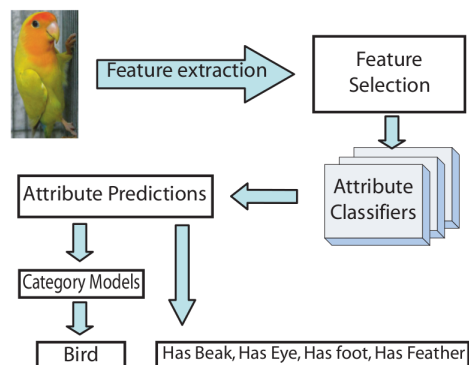 Feature extraction
Feature
Selection
Attribute
Classifiers
Attribute Predictions
Category Models
Bird
Has Beak, Has Eye, Has foot, Has Feather